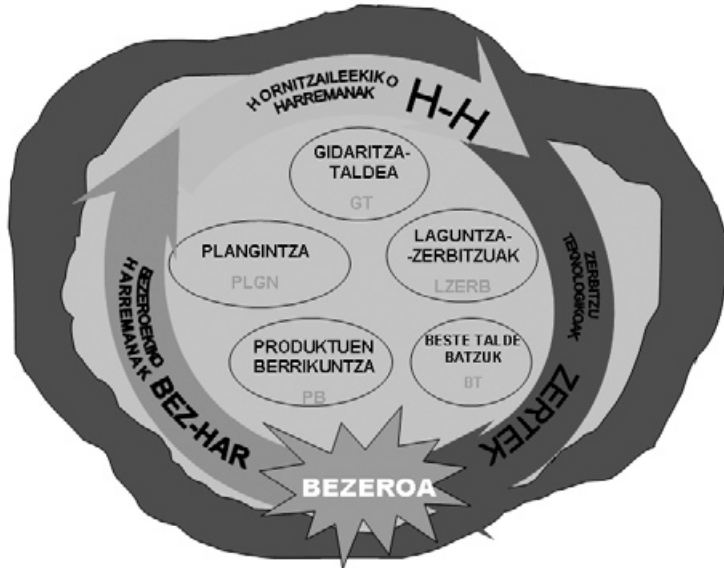 HORNITZAILEEKIKO
HARREMANAK
H-H
GIDARITZA-
TALDEA
GT
PLANGINTZA
PLGN
LAGUNTZA-
-ZERBITZUAK
LZERB
PRODUKTUEN
BERRIKUNTZA
PB
BESTE TALDE
BATZUK
BT
BEZEROEKIKO
HARREMANAK
BEZ-HAR
ZERBITZU
TEKNOLOGIKOAK
ZERTEK
BEZEROA